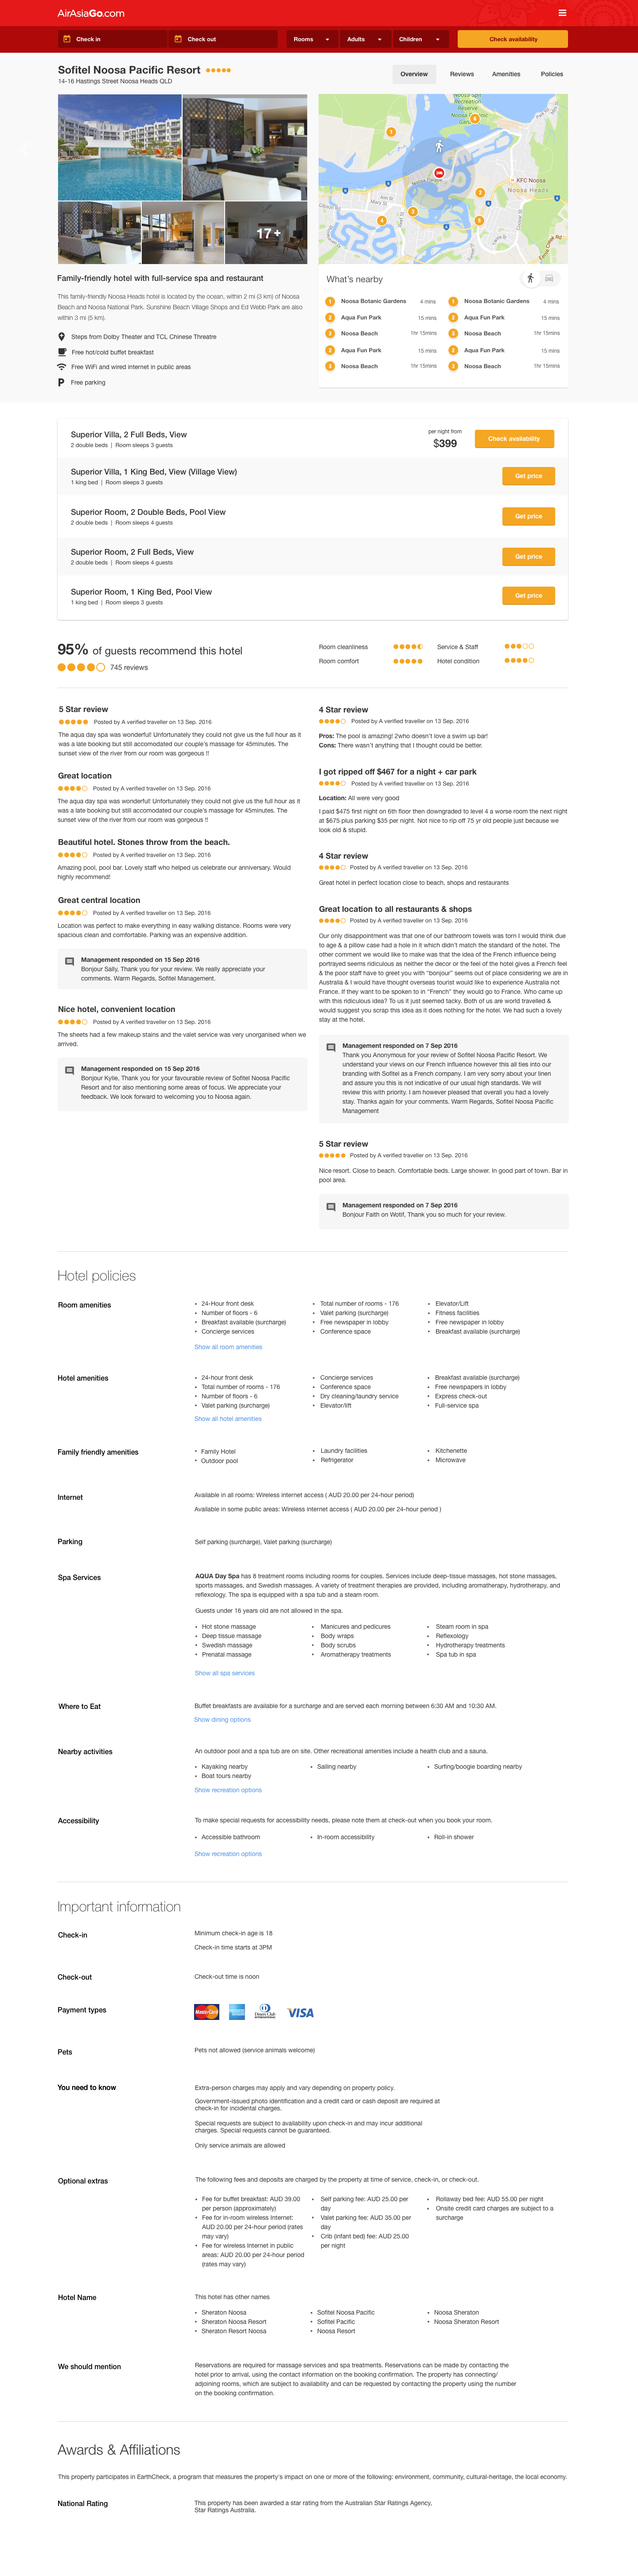 AirAsiaGo.com
Check in
Check out
Rooms
Adults
Children
Check availability
Sofitel Noosa Pacific Resort
14-16 Hastings Street Noosa Heads QLD
Overview
Reviews
Amenities
Policies
17+
Noosa Spit
Recreation
Reserve
KFC Noosa
Noosa Heads
What's nearby
1 Noosa Botanic Gardens 4 mins
2 Aqua Fun Park 15 mins
3 Noosa Beach 1hr 15mins
2 Aqua Fun Park 15 mins
3 Noosa Beach 1hr 15mins
1 Noosa Botanic Gardens 4 mins
2 Aqua Fun Park 15 mins
3 Noosa Beach 1hr 15mins
2 Aqua Fun Park 15 mins
3 Noosa Beach 1hr 15mins
Family-friendly hotel with full-service spa and restaurant
This family-friendly Noosa Heads hotel is located by the ocean, within 2 mi (3 km) of Noosa
Beach and Noosa National Park. Sunshine Beach Village Shops and Ed Webb Park are also
within 3 mi (5 km).
Steps from Dolby Theater and TCL Chinese Threatre
Free hot/cold buffet breakfast
Free WiFi and wired internet in public areas
P Free parking
Superior Villa, 2 Full Beds, View
2 double beds | Room sleeps 3 guests
per night from
$399
Check availability
Superior Villa, 1 King Bed, View (Village View)
1 king bed | Room sleeps 3 guests
Get price
Superior Room, 2 Double Beds, Pool View
2 double beds | Room sleeps 4 guests
Get price
Superior Room, 2 Full Beds, View
2 double beds | Room sleeps 4 guests
Get price
Superior Room, 1 King Bed, Pool View
1 king bed | Room sleeps 3 guests
Get price
95% of guests recommend this hotel
745 reviews
Room cleanliness
Service & Staff
Room comfort
Hotel condition
5 Star review
Posted by A verified traveller on 13 Sep. 2016
The aqua day spa was wonderful! Unfortunately they could not give us the full hour as it
was a late booking but still accomodated our couple's massage for 45minutes. The
sunset view of the river from our room was gorgeous !!
Great location
Posted by A verified traveller on 13 Sep. 2016
The aqua day spa was wonderful! Unfortunately they could not give us the full hour as it
was a late booking but still accomodated our couple's massage for 45minutes. The
sunset view of the river from our room was gorgeous !!
Beautiful hotel. Stones throw from the beach.
Posted by A verified traveller on 13 Sep. 2016
Amazing pool, pool bar. Lovely staff who helped us celebrate our anniversary. Would
highly recommend!
Great central location
Posted by A verified traveller on 13 Sep. 2016
Location was perfect to make everything in easy walking distance. Rooms were very
spacious clean and comfortable. Parking was an expensive addition.
Management responded on 15 Sep 2016
Bonjour Sally, Thank you for your review. We really appreciate your
comments. Warm Regards, Sofitel Management.
Nice hotel, convenient location
Posted by A verified traveller on 13 Sep. 2016
The sheets had a few makeup stains and the valet service was very unorganised when we
arrived.
Management responded on 15 Sep 2016
Bonjour Kylie, Thank you for your favourable review of Sofitel Noosa Pacific
Resort and for also mentioning some areas of focus. We appreciate your
feedback. We look forward to welcoming you to Noosa again.
4 Star review
Posted by A verified traveller on 13 Sep. 2016
Pros: The pool is amazing! 2who doesn't love a swim up bar!
Cons: There wasn't anything that I thought could be better.
I got ripped off $467 for a night + car park
Posted by A verified traveller on 13 Sep. 2016
Location: All were very good
I paid $475 first night on 6th floor then downgraded to level 4 a worse room the next night
at $675 plus parking $35 per night. Not nice to rip off 75 yr old people just because we
look old & stupid.
4 Star review
Posted by A verified traveller on 13 Sep. 2016
Great hotel in perfect location close to beach, shops and restaurants
Great location to all restaurants & shops
Posted by A verified traveller on 13 Sep. 2016
Our only disappointment was that one of our bathroom towels was torn I would think due
to age & a pillow case had a hole in it which didn't match the standard of the hotel. The
other comment we would like to make was that the idea of the French influence being
portrayed seems ridiculous as neither the decor or the feel of the hotel gives a French feel
& the poor staff have to greet you with "bonjour" seems out of place considering we are in
Australia & I would have thought overseas tourist would like to experience Australia not
France. If they want to be spoken to in "French" they would go to France. Who came up
with this ridiculous idea? To us it just seemed tacky. Both of us are world travelled &
would suggest you scrap this idea as it does nothing for the hotel. We had such a lovely
stay at the hotel.
Management responded on 7 Sep 2016
Thank you Anonymous for your review of Sofitel Noosa Pacific Resort. We
understand your views on our French influence however this all ties into our
branding with Sofitel as a French company. I am very sorry about your linen
and assure you this is not indicative of our usual high standards. We will
review this with priority. I am however pleased that overall you had a lovely
stay. Thanks again for your comments. Warm Regards, Sofitel Noosa Pacific
Management
5 Star review
Posted by A verified traveller on 13 Sep. 2016
Nice resort. Close to beach. Comfortable beds. Large shower. In good part of town. Bar in
pool area.
Management responded on 7 Sep 2016
Bonjour Faith on Wotif, Thank you so much for your review.
Hotel policies
Room amenities
• 24-Hour front desk
• Number of floors - 6
• Breakfast available (surcharge)
• Concierge services
• Total number of rooms - 176
• Valet parking (surcharge)
• Free newspaper in lobby
• Conference space
• Elevator/Lift
• Fitness facilities
• Free newspaper in lobby
• Breakfast available (surcharge)
Show all room amenities
Hotel amenities
• 24-hour front desk
• Total number of rooms - 176
• Number of floors - 6
• Valet parking (surcharge)
• Concierge services
• Conference space
• Dry cleaning/laundry service
• Elevator/lift
• Breakfast available (surcharge)
• Free newspapers in lobby
• Express check-out
• Full-service spa
Show all hotel amenities
Family friendly amenities
• Family Hotel
• Outdoor pool
• Laundry facilities
• Refrigerator
• Kitchenette
• Microwave
Internet
Available in all rooms: Wireless internet access ( AUD 20.00 per 24-hour period)
Available in some public areas: Wireless internet access ( AUD 20.00 per 24-hour period )
Parking
Self parking (surcharge), Valet parking (surcharge)
Spa Services
AQUA Day Spa has 8 treatment rooms including rooms for couples. Services include deep-tissue massages, hot stone massages,
sports massages, and Swedish massages. A variety of treatment therapies are provided, including aromatherapy, hydrotherapy, and
reflexology. The spa is equipped with a spa tub and a steam room.
Guests under 16 years old are not allowed in the spa.
• Hot stone massage
• Deep tissue massage
• Swedish massage
• Prenatal massage
• Manicures and pedicures
• Body wraps
• Body scrubs
• Aromatherapy treatments
• Steam room in spa
• Reflexology
• Hydrotherapy treatments
• Spa tub in spa
Show all spa services
Where to Eat
Buffet breakfasts are available for a surcharge and are served each morning between 6:30 AM and 10:30 AM.
Show dining options
Nearby activities
An outdoor pool and a spa tub are on site. Other recreational amenities include a health club and a sauna.
• Kayaking nearby
• Boat tours nearby
• Sailing nearby
• Surfing/boogie boarding nearby
Show recreation options
Accessibility
To make special requests for accessibility needs, please note them at check-out when you book your room.
• Accessible bathroom
• In-room accessibility
• Roll-in shower
Show recreation options
Important information
Check-in
Minimum check-in age is 18
Check-in time starts at 3PM
Check-out
Check-out time is noon
Payment types
MasterCard
Diners Club
VISA
Pets
Pets not allowed (service animals welcome)
You need to know
Extra-person charges may apply and vary depending on property policy.
Government-issued photo identification and a credit card or cash deposit are required at
check-in for incidental charges.
Special requests are subject to availability upon check-in and may incur additional
charges. Special requests cannot be guaranteed.
Only service animals are allowed
Optional extras
The following fees and deposits are charged by the property at time of service, check-in, or check-out.
• Fee for buffet breakfast: AUD 39.00
per person (approximately)
• Fee for in-room wireless Internet:
AUD 20.00 per 24-hour period (rates
may vary)
• Fee for wireless Internet in public
areas: AUD 20.00 per 24-hour period
(rates may vary)
• Self parking fee: AUD 25.00 per
day
• Valet parking fee: AUD 35.00 per
day
• Crib (infant bed) fee: AUD 25.00
per night
• Rollaway bed fee: AUD 55.00 per night
• Onsite credit card charges are subject to a
surcharge
Hotel Name
This hotel has other names
• Sheraton Noosa
• Sheraton Noosa Resort
• Sheraton Resort Noosa
• Sofitel Noosa Pacific
• Sofitel Pacific
• Noosa Resort
• Noosa Sheraton
• Noosa Sheraton Resort
We should mention
Reservations are required for massage services and spa treatments. Reservations can be made by contacting the
hotel prior to arrival, using the contact information on the booking confirmation. The property has connecting/
adjoining rooms, which are subject to availability and can be requested by contacting the property using the number
on the booking confirmation.
Awards & Affiliations
This property participates in EarthCheck, a program that measures the property's impact on one or more of the following: environment, community, cultural-heritage, the local economy.
National Rating
This property has been awarded a star rating from the Australian Star Ratings Agency,
Star Ratings Australia.